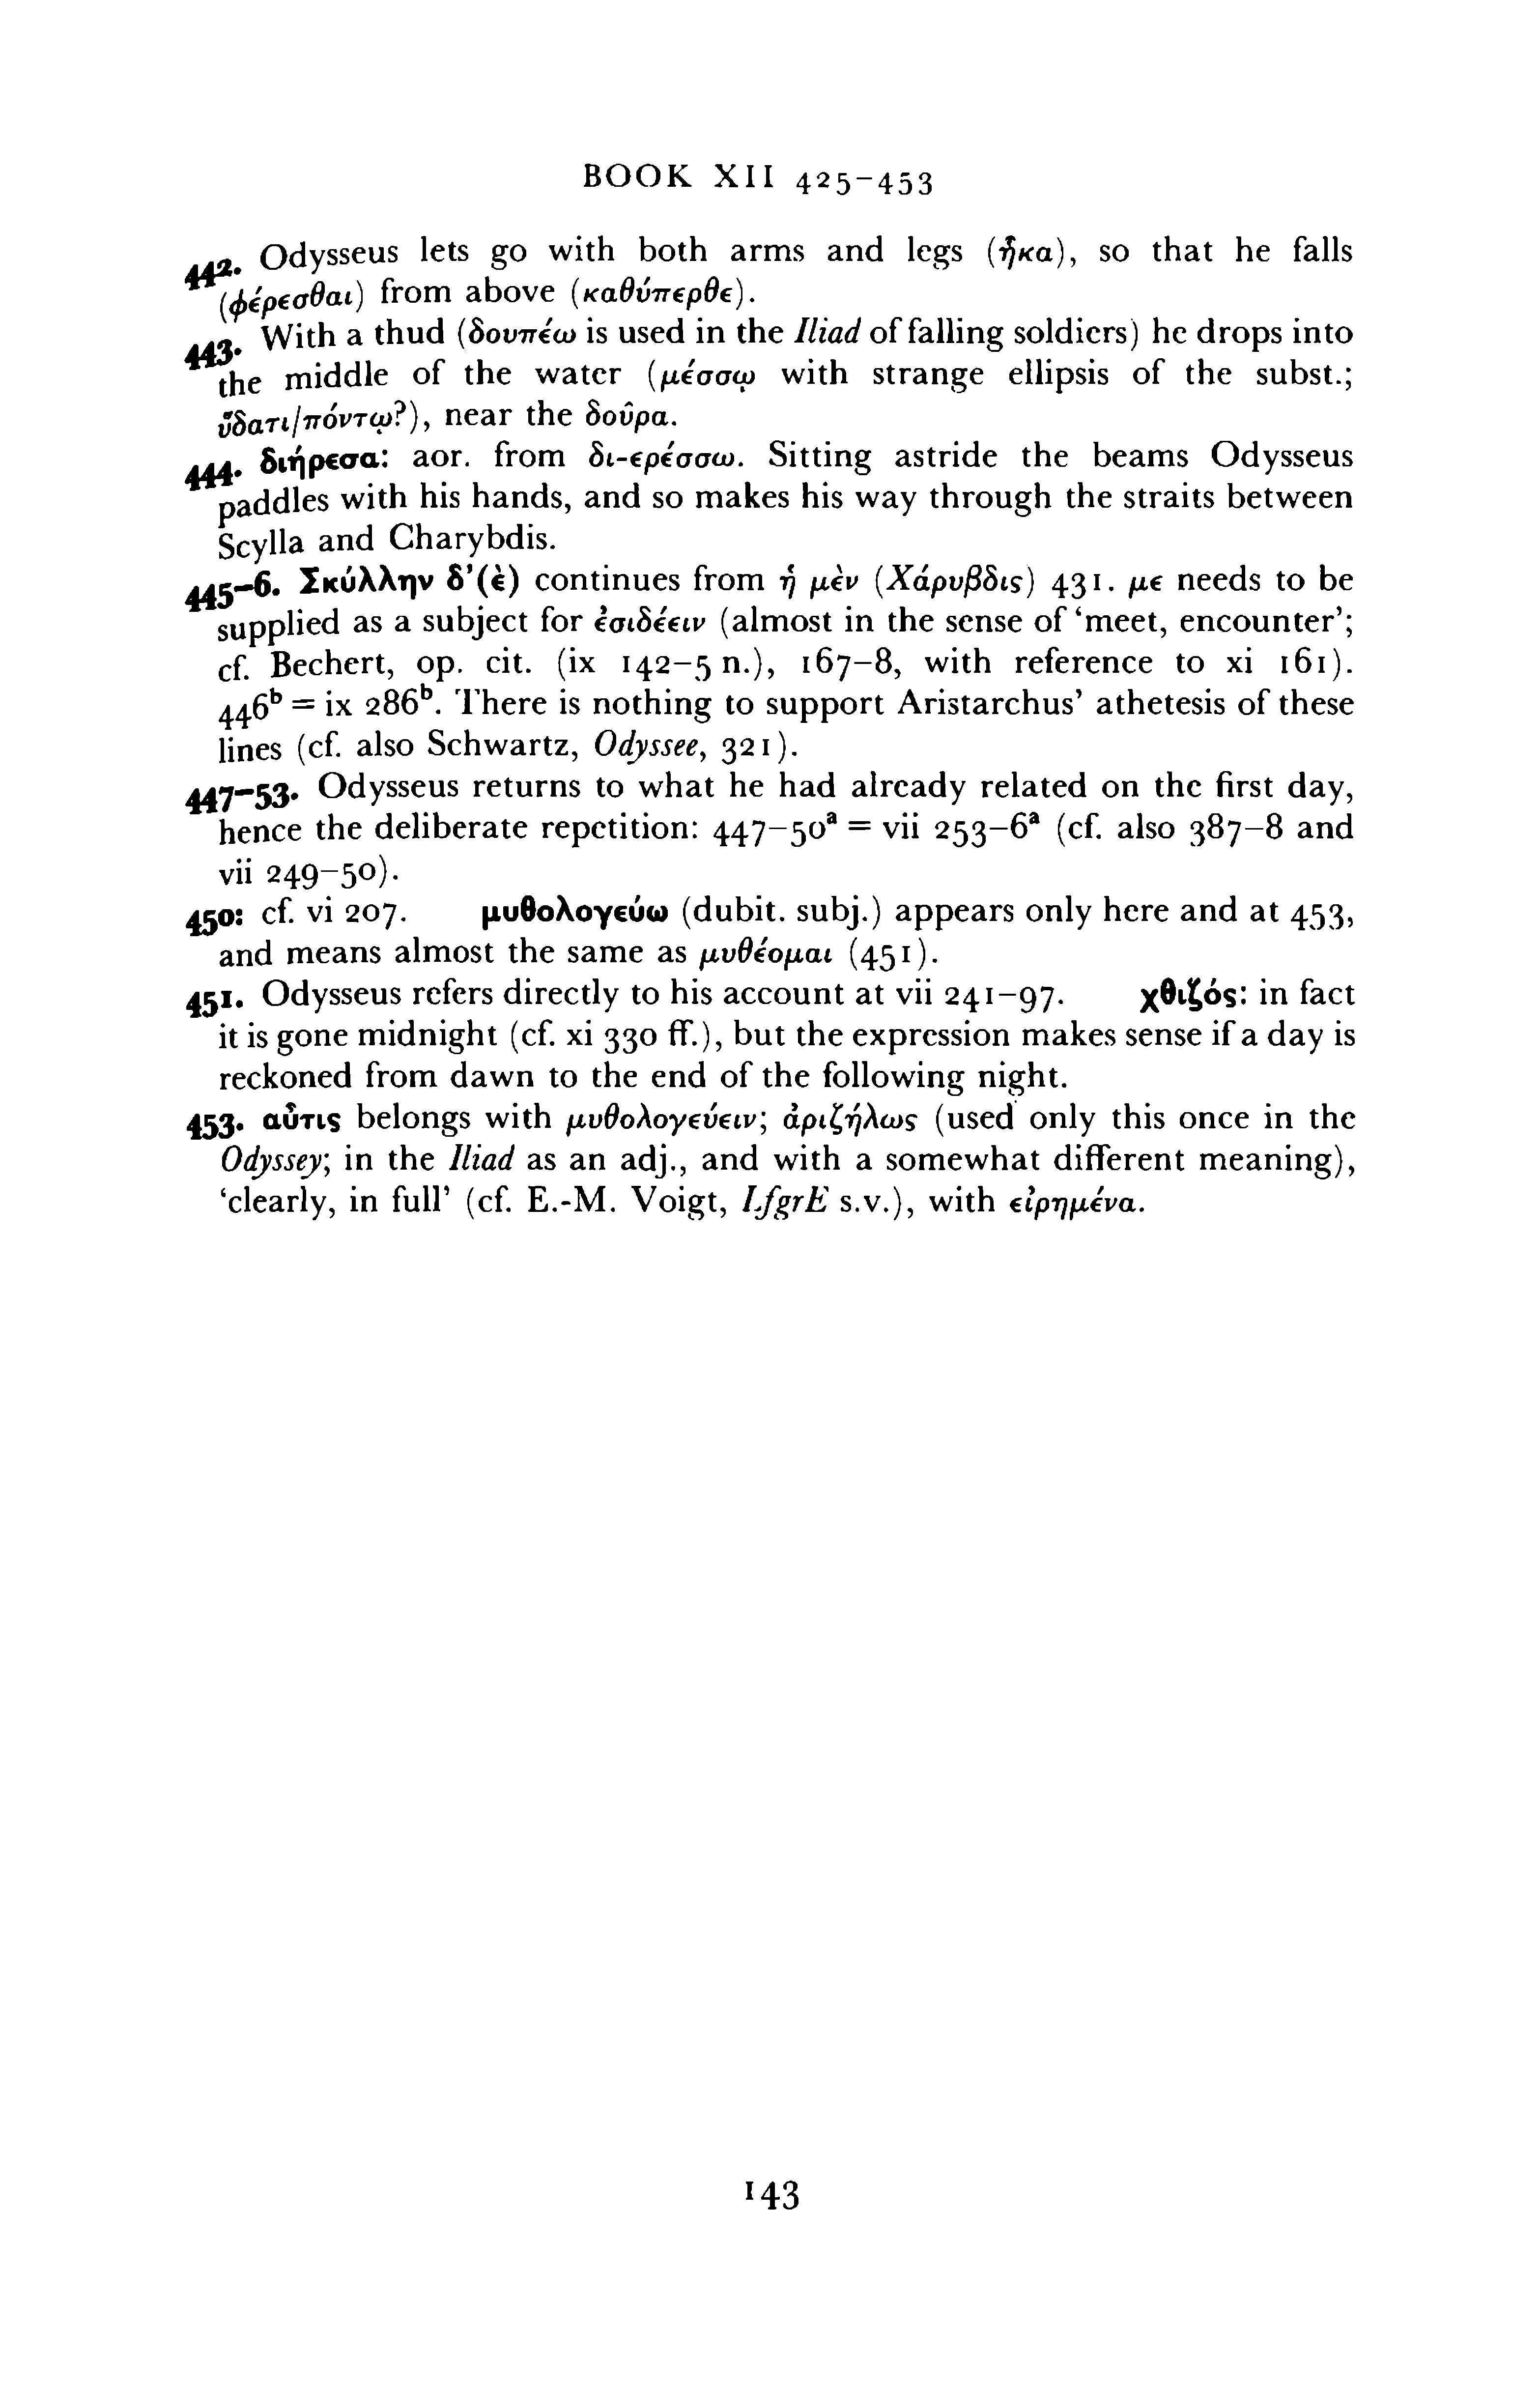 BOOK XII 425–453
442. Odysseus lets go with both arms and legs (ἧκα), so that he falls
(φέρεσθαι) from above (καθύπερθε).
443. With a thud (δουπέω is used in the Iliad of falling soldiers) he drops into
the middle of the water (μέσσῳ with strange ellipsis of the subst.;
ὕδατι/πόντῳ?), near the δοῦρα.
444. διήρεσα: aor. from δι-ερέσσω. Sitting astride the beams Odysseus
paddles with his hands, and so makes his way through the straits between
Scylla and Charybdis.
445–6. Σκύλλην δ’(ὲ) continues from ἡ μὲν (Χάρυβδις) 431. με needs to be
supplied as a subject for ἐσιδέειν (almost in the sense of ‘meet, encounter’;
cf. Bechert, op. cit. (ix 142–5 n.), 167–8, with reference to xi 161).
446ᵇ = ix 286ᵇ. There is nothing to support Aristarchus’ athetesis of these
lines (cf. also Schwartz, Odyssee, 321).
447–53. Odysseus returns to what he had already related on the first day,
hence the deliberate repetition: 447–50ᵃ = vii 253–6ᵃ (cf. also 387–8 and
vii 249–50).
450: cf. vi 207. μυθολογεύω (dubit. subj.) appears only here and at 453,
and means almost the same as μυθέομαι (451).
451. Odysseus refers directly to his account at vii 241–97. χθιζός: in fact
it is gone midnight (cf. xi 330 ff.), but the expression makes sense if a day is
reckoned from dawn to the end of the following night.
453. αὖτις belongs with μυθολογεύειν; ἀριζήλως (used only this once in the
Odyssey; in the Iliad as an adj., and with a somewhat different meaning),
‘clearly, in full’ (cf. E.-M. Voigt, LfgrE s.v.), with εἰρημένα.
143